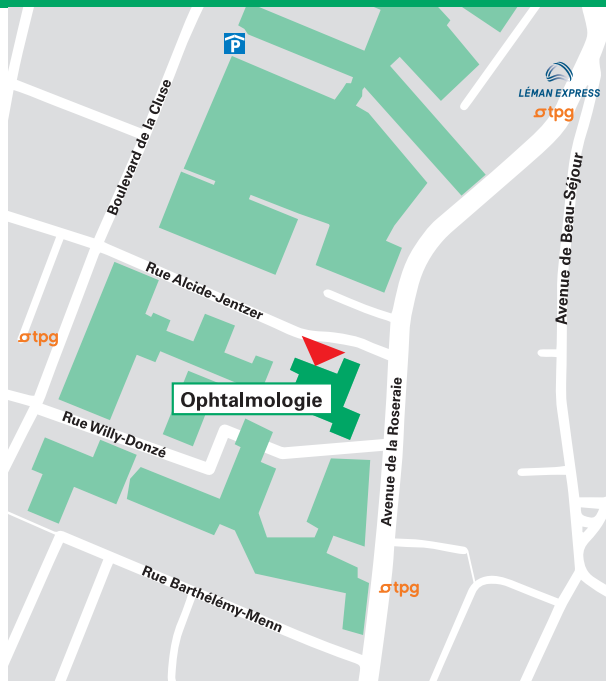 P
LÉMAN EXPRESS
tpg
Boulevard de la Cluse
Avenue de Beau-Séjour
Rue Alcide-Jentzer
tpg
Ophtalmologie
Rue Willy-Donzé
Avenue de la Roseraie
tpg
Rue Barthélémy-Menn